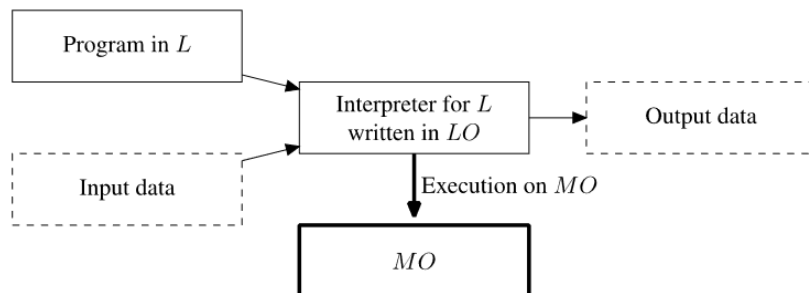 Program in L
Interpreter for L
written in LO
Output data
Input data
Execution on MO
MO